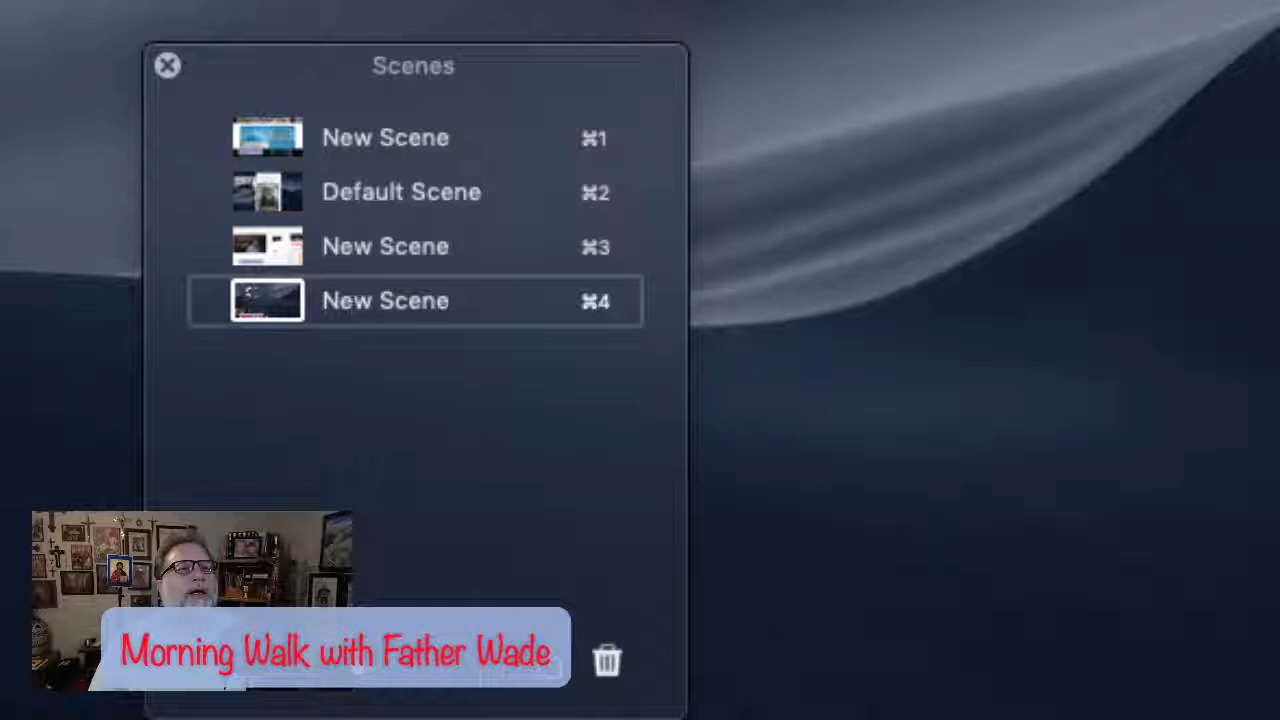 Scenes
New Scene ⌘1
Default Scene ⌘2
New Scene ⌘3
New Scene ⌘4
Morning Walk with Father Wade